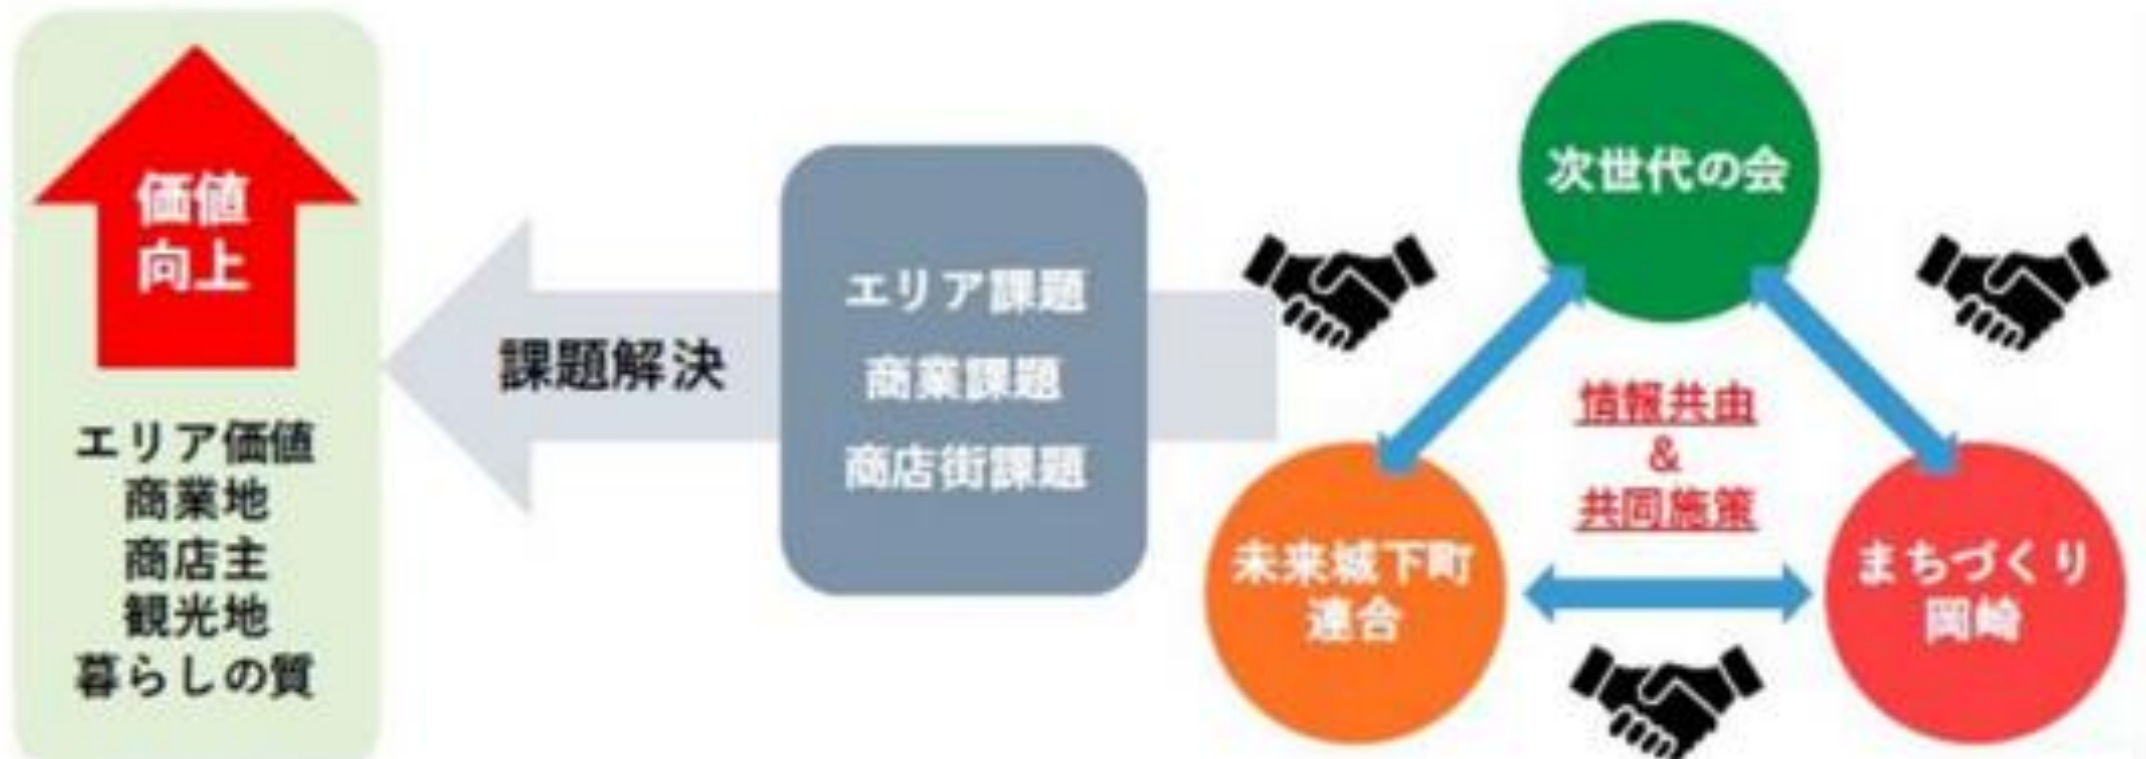 価値
向上
エリア価値
商業地
商店主
観光地
暮らしの質
課題解決
エリア課題
商業課題
商店街課題
次世代の会
情報共由
&
共同施策
未来城下町
連合
まちづくり
岡崎